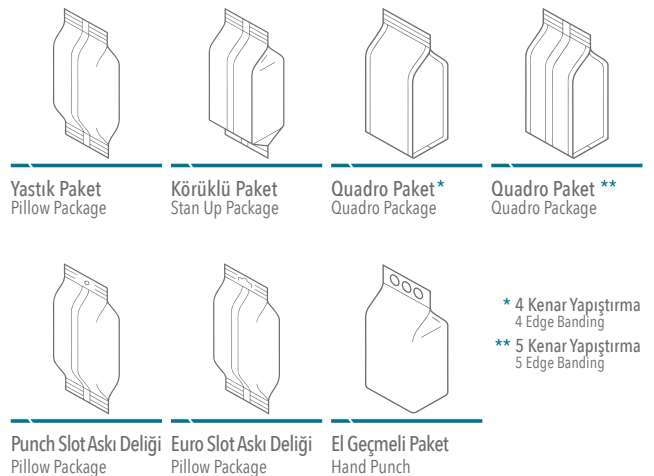 Yastık Paket
Pillow Package
Körüklü Paket
Stan Up Package
Quadro Paket*
Quadro Package
Quadro Paket **
Quadro Package
* 4 Kenar Yapıştırma
4 Edge Banding
** 5 Kenar Yapıştırma
5 Edge Banding
Punch Slot Askı Deliği
Pillow Package
Euro Slot Askı Deliği
Pillow Package
El Geçmeli Paket
Hand Punch